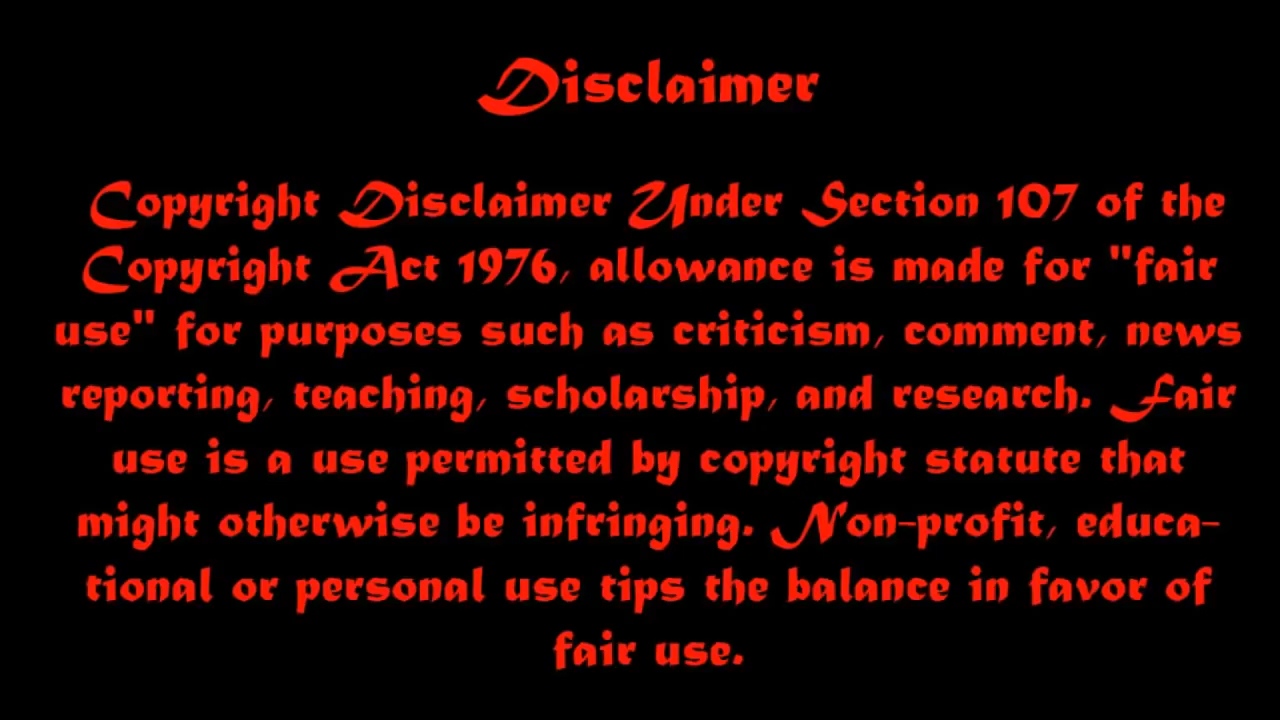 Disclaimer
Copyright Disclaimer Under Section 107 of the
Copyright Act 1976, allowance is made for "fair
use" for purposes such as criticism, comment, news
reporting, teaching, scholarship, and research. Fair
use is a use permitted by copyright statute that
might otherwise be infringing. Non-profit, educa-
tional or personal use tips the balance in favor of
fair use.